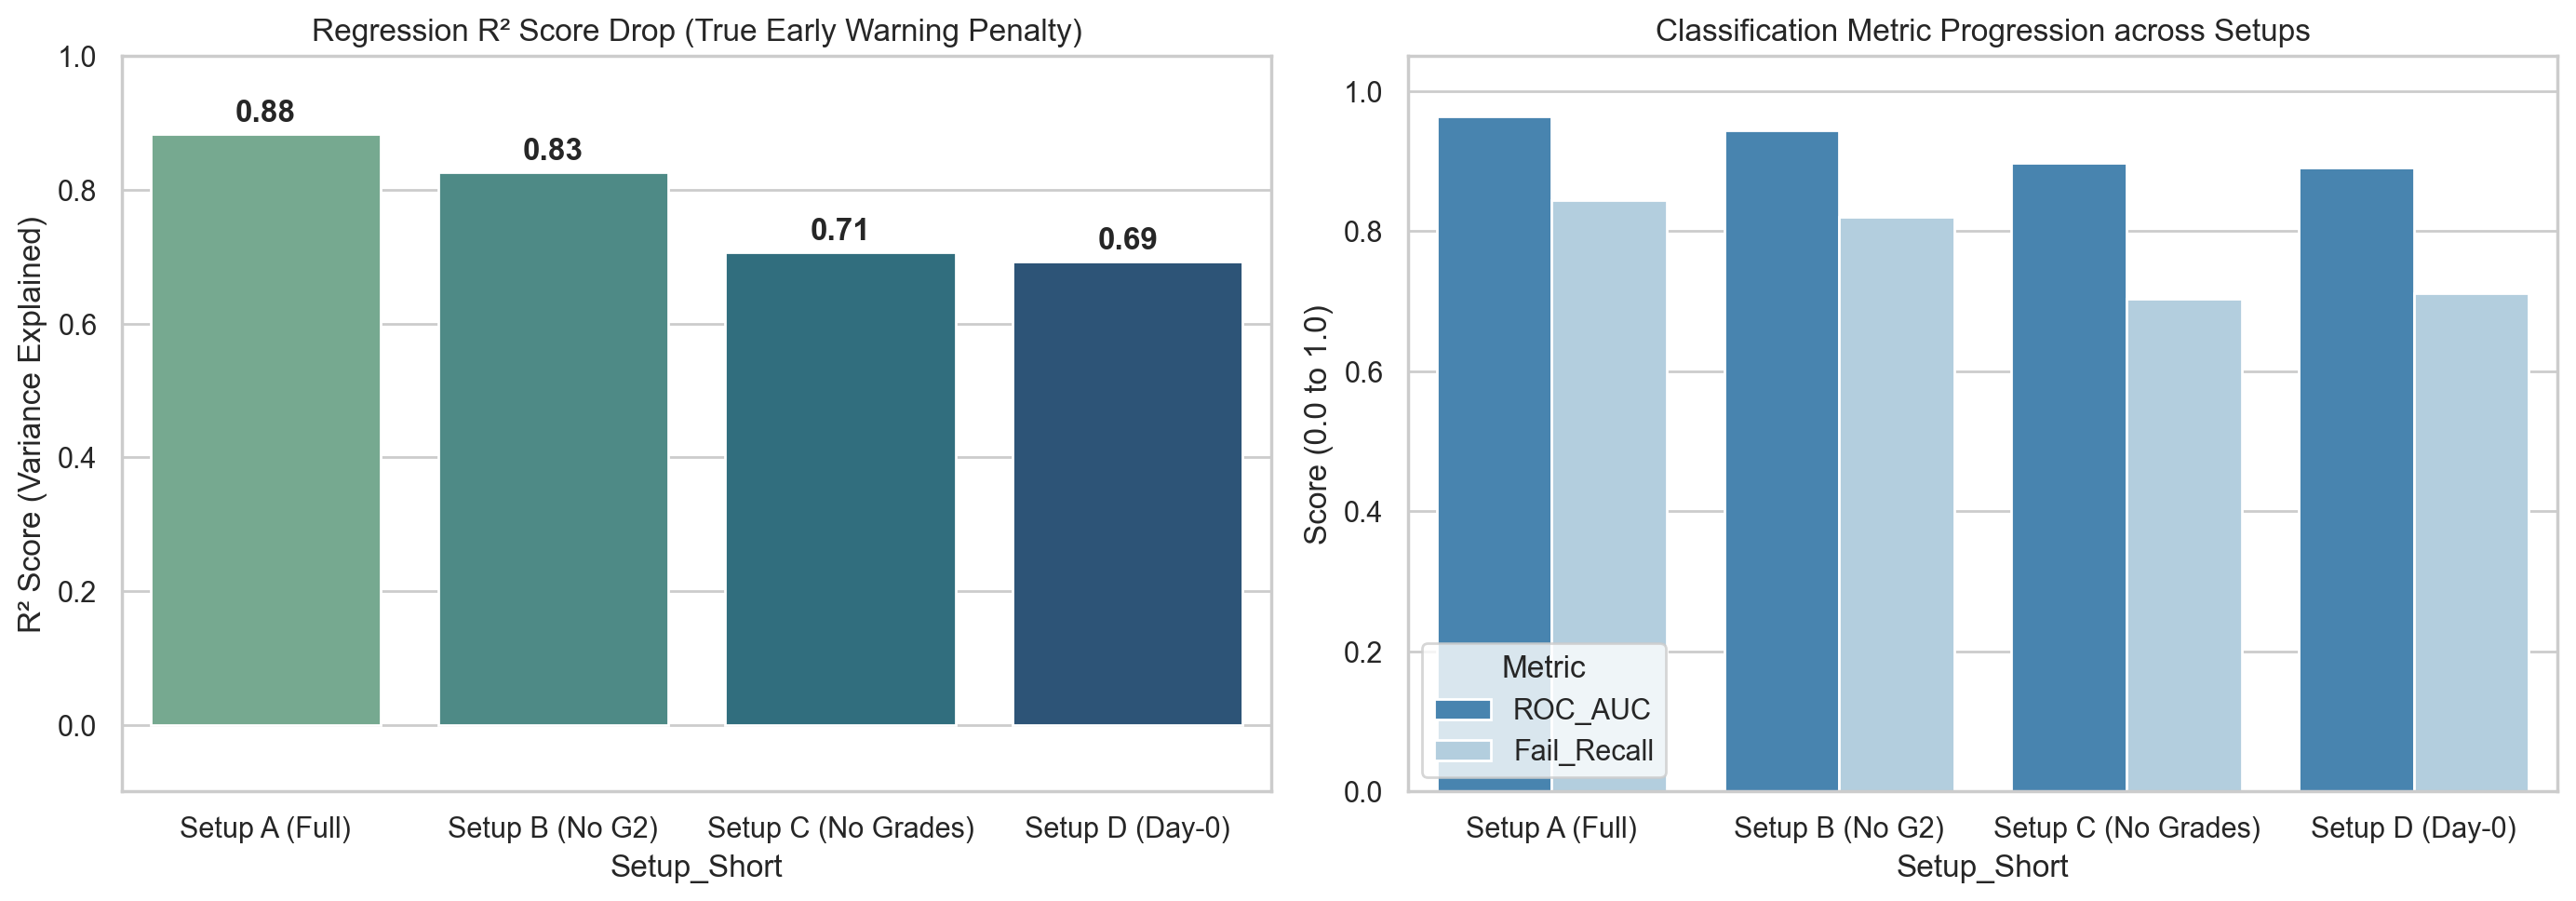 Regression R² Score Drop (True Early Warning Penalty)
R² Score (Variance Explained)
1.0
0.8
0.6
0.4
0.2
0.0
0.88
0.83
0.71
0.69
Setup A (Full)
Setup B (No G2)
Setup C (No Grades)
Setup D (Day-0)
Setup_Short
Classification Metric Progression across Setups
Score (0.0 to 1.0)
1.0
0.8
0.6
0.4
0.2
0.0
Metric
ROC_AUC
Fail_Recall
Setup A (Full)
Setup B (No G2)
Setup C (No Grades)
Setup D (Day-0)
Setup_Short